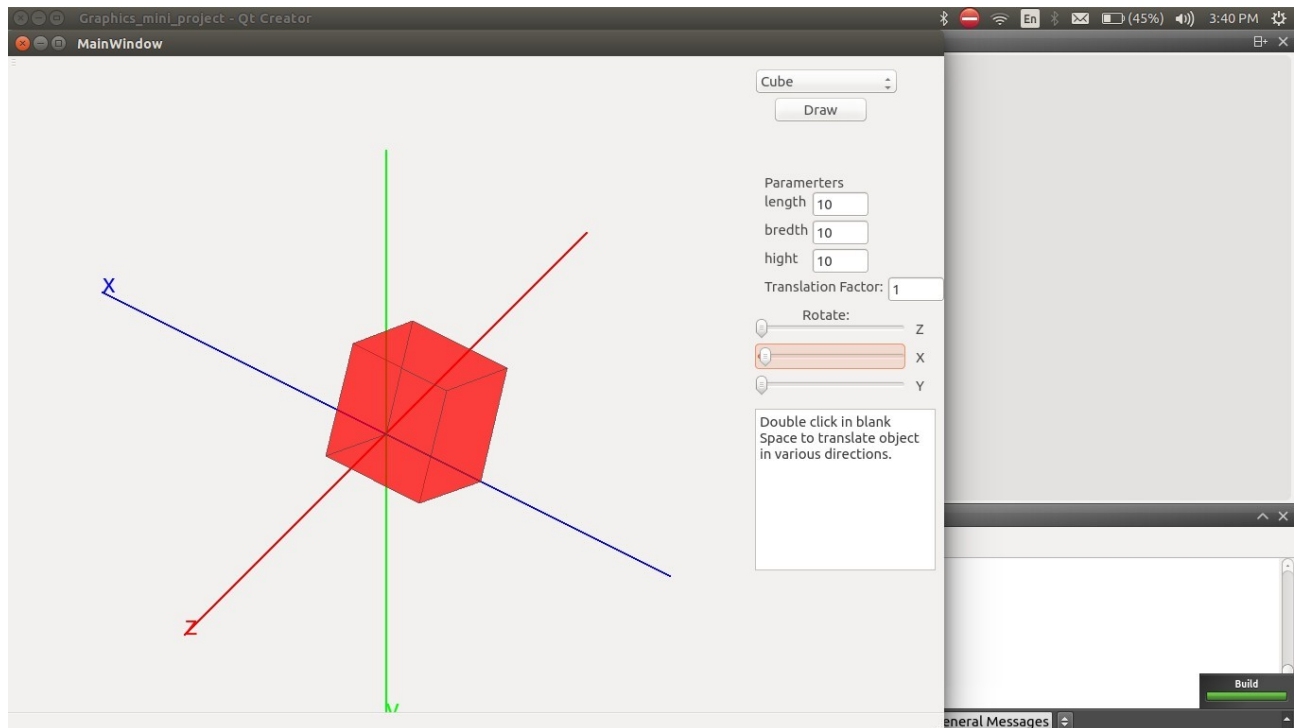 Graphics_mini_project - Qt Creator
En
(45%)
3:40 PM
MainWindow
Cube
Draw
Paramerters
length 10
bredth 10
hight 10
Translation Factor: 1
Rotate:
Z
X
Y
Double click in blank
Space to translate object
in various directions.
X
Z
Build
eneral Messages